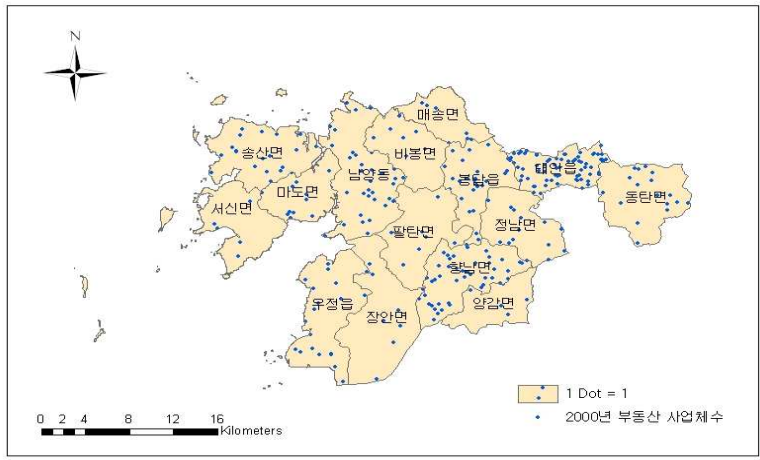 N
매송면
송산면
비봉면
남양동
봉담읍
태안읍
마도면
동탄면
서신면
정남면
팔탄면
향남면
우정읍
장안면
양감면
1 Dot = 1
2000년 부동산 사업체수
0 2 4 8 12 16
Kilometers